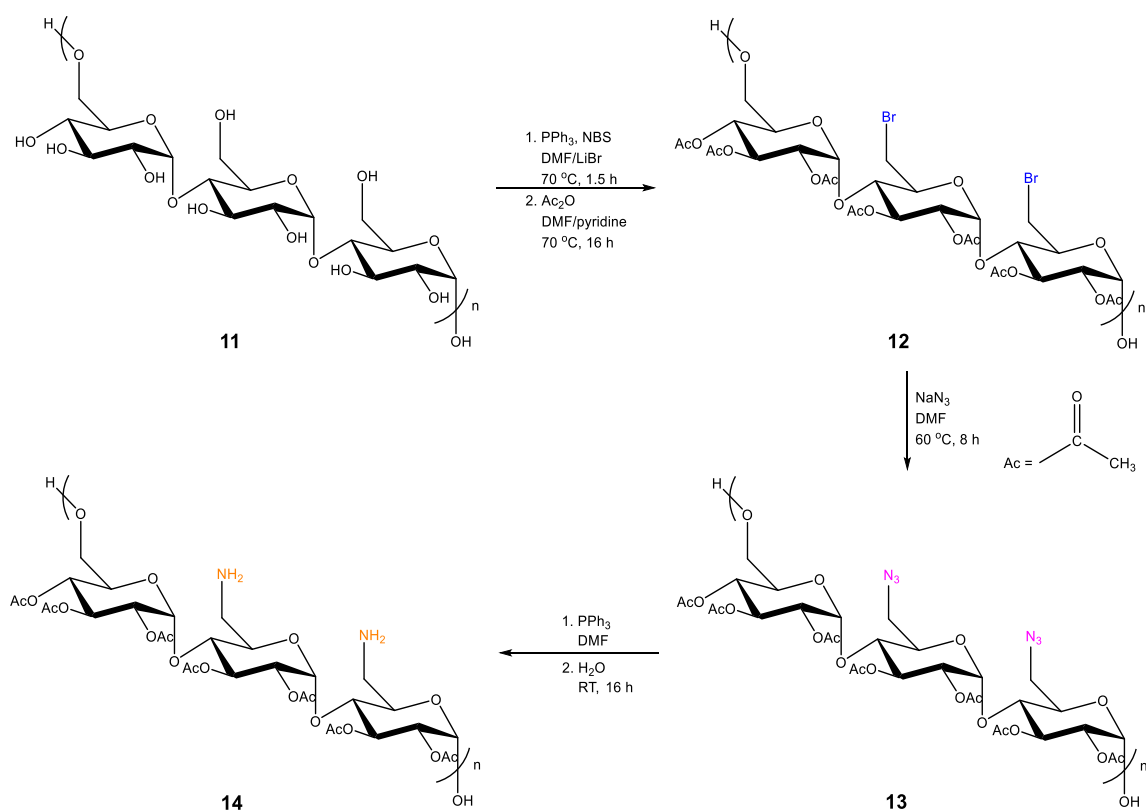 H
O
O
HO
HO
OH
O
OH
O
HO
OH
O
OH
O
HO
OH
n
OH
11
1. PPh3, NBS
DMF/LiBr
70 oC, 1.5 h
2. Ac2O
DMF/pyridine
70 oC, 16 h
H
O
O
AcO
AcO
OAc
O
Br
O
AcO
OAc
O
Br
O
AcO
OAc
n
OH
12
NaN3
DMF
60 oC, 8 h
Ac =
O
C
CH3
H
O
O
AcO
AcO
OAc
O
N3
O
AcO
OAc
O
N3
O
AcO
OAc
n
OH
13
1. PPh3
DMF
2. H2O
RT, 16 h
H
O
O
AcO
AcO
OAc
O
NH2
O
AcO
OAc
O
NH2
O
AcO
OAc
n
OH
14